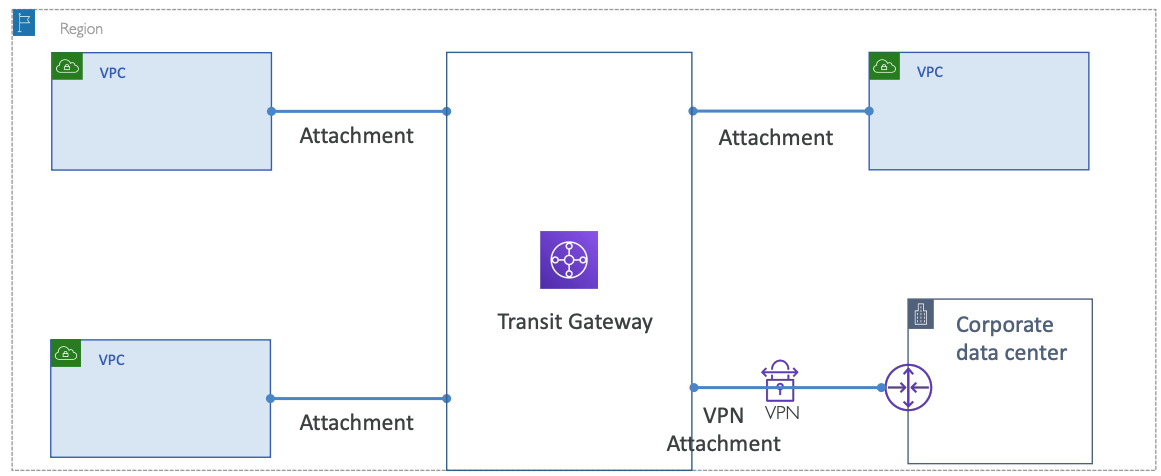 Region
VPC
VPC
Attachment
Attachment
Transit Gateway
VPC
Attachment
Corporate
data center
VPN
VPN
Attachment